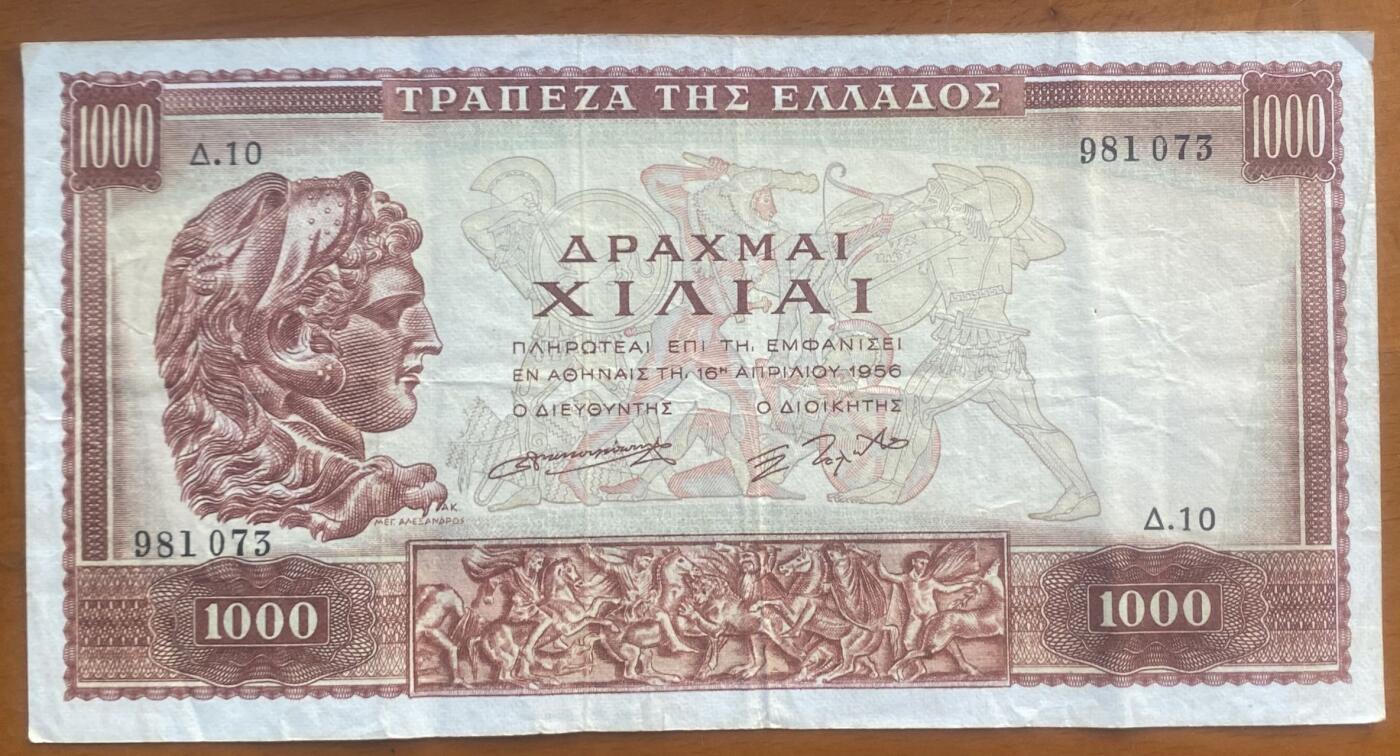 ΤΡΑΠΕΖΑ ΤΗΣ ΕΛΛΑΔΟΣ
1000
1000
Δ.10
981 073
ΔΡΑΧΜΑΙ
ΧΙΛΙΑΙ
ΠΛΗΡΩΤΕΑΙ ΕΠΙ ΤΗ, ΕΜΦΑΝΙΣΕΙ
ΕΝ ΑΘΗΝΑΙΣ ΤΗ, 16η ΑΠΡΙΛΙΟΥ 1956
Ο ΔΙΕΥΘΥΝΤΗΣ Ο ΔΙΟΙΚΗΤΗΣ
ΑΚ.
ΜΕΓ. ΑΛΕΞΑΝΔΡΟΣ
Δ.10
981 073
1000
1000